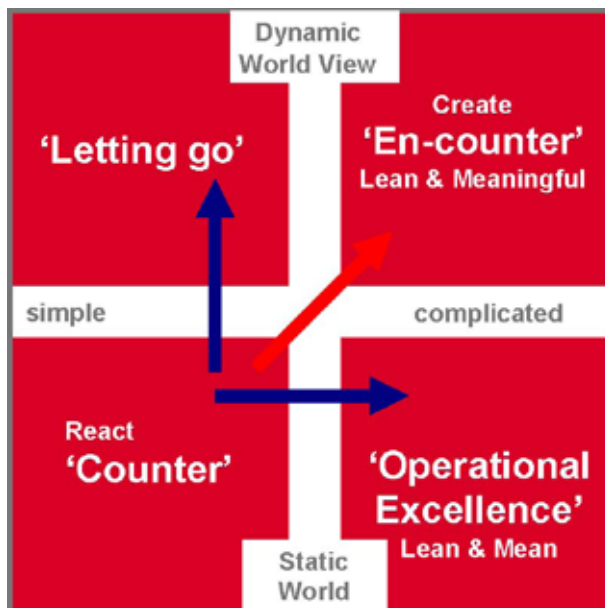 Dynamic
World View
'Letting go'
Create
'En-counter'
Lean & Meaningful
simple
complicated
React
'Counter'
'Operational
Excellence'
Lean & Mean
Static
World